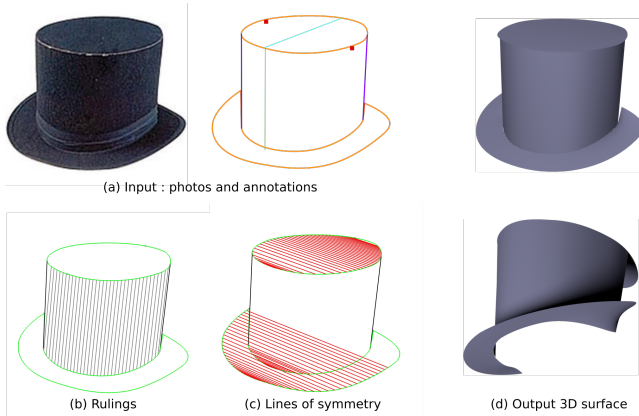 (a) Input : photos and annotations
(b) Rulings
(c) Lines of symmetry
(d) Output 3D surface